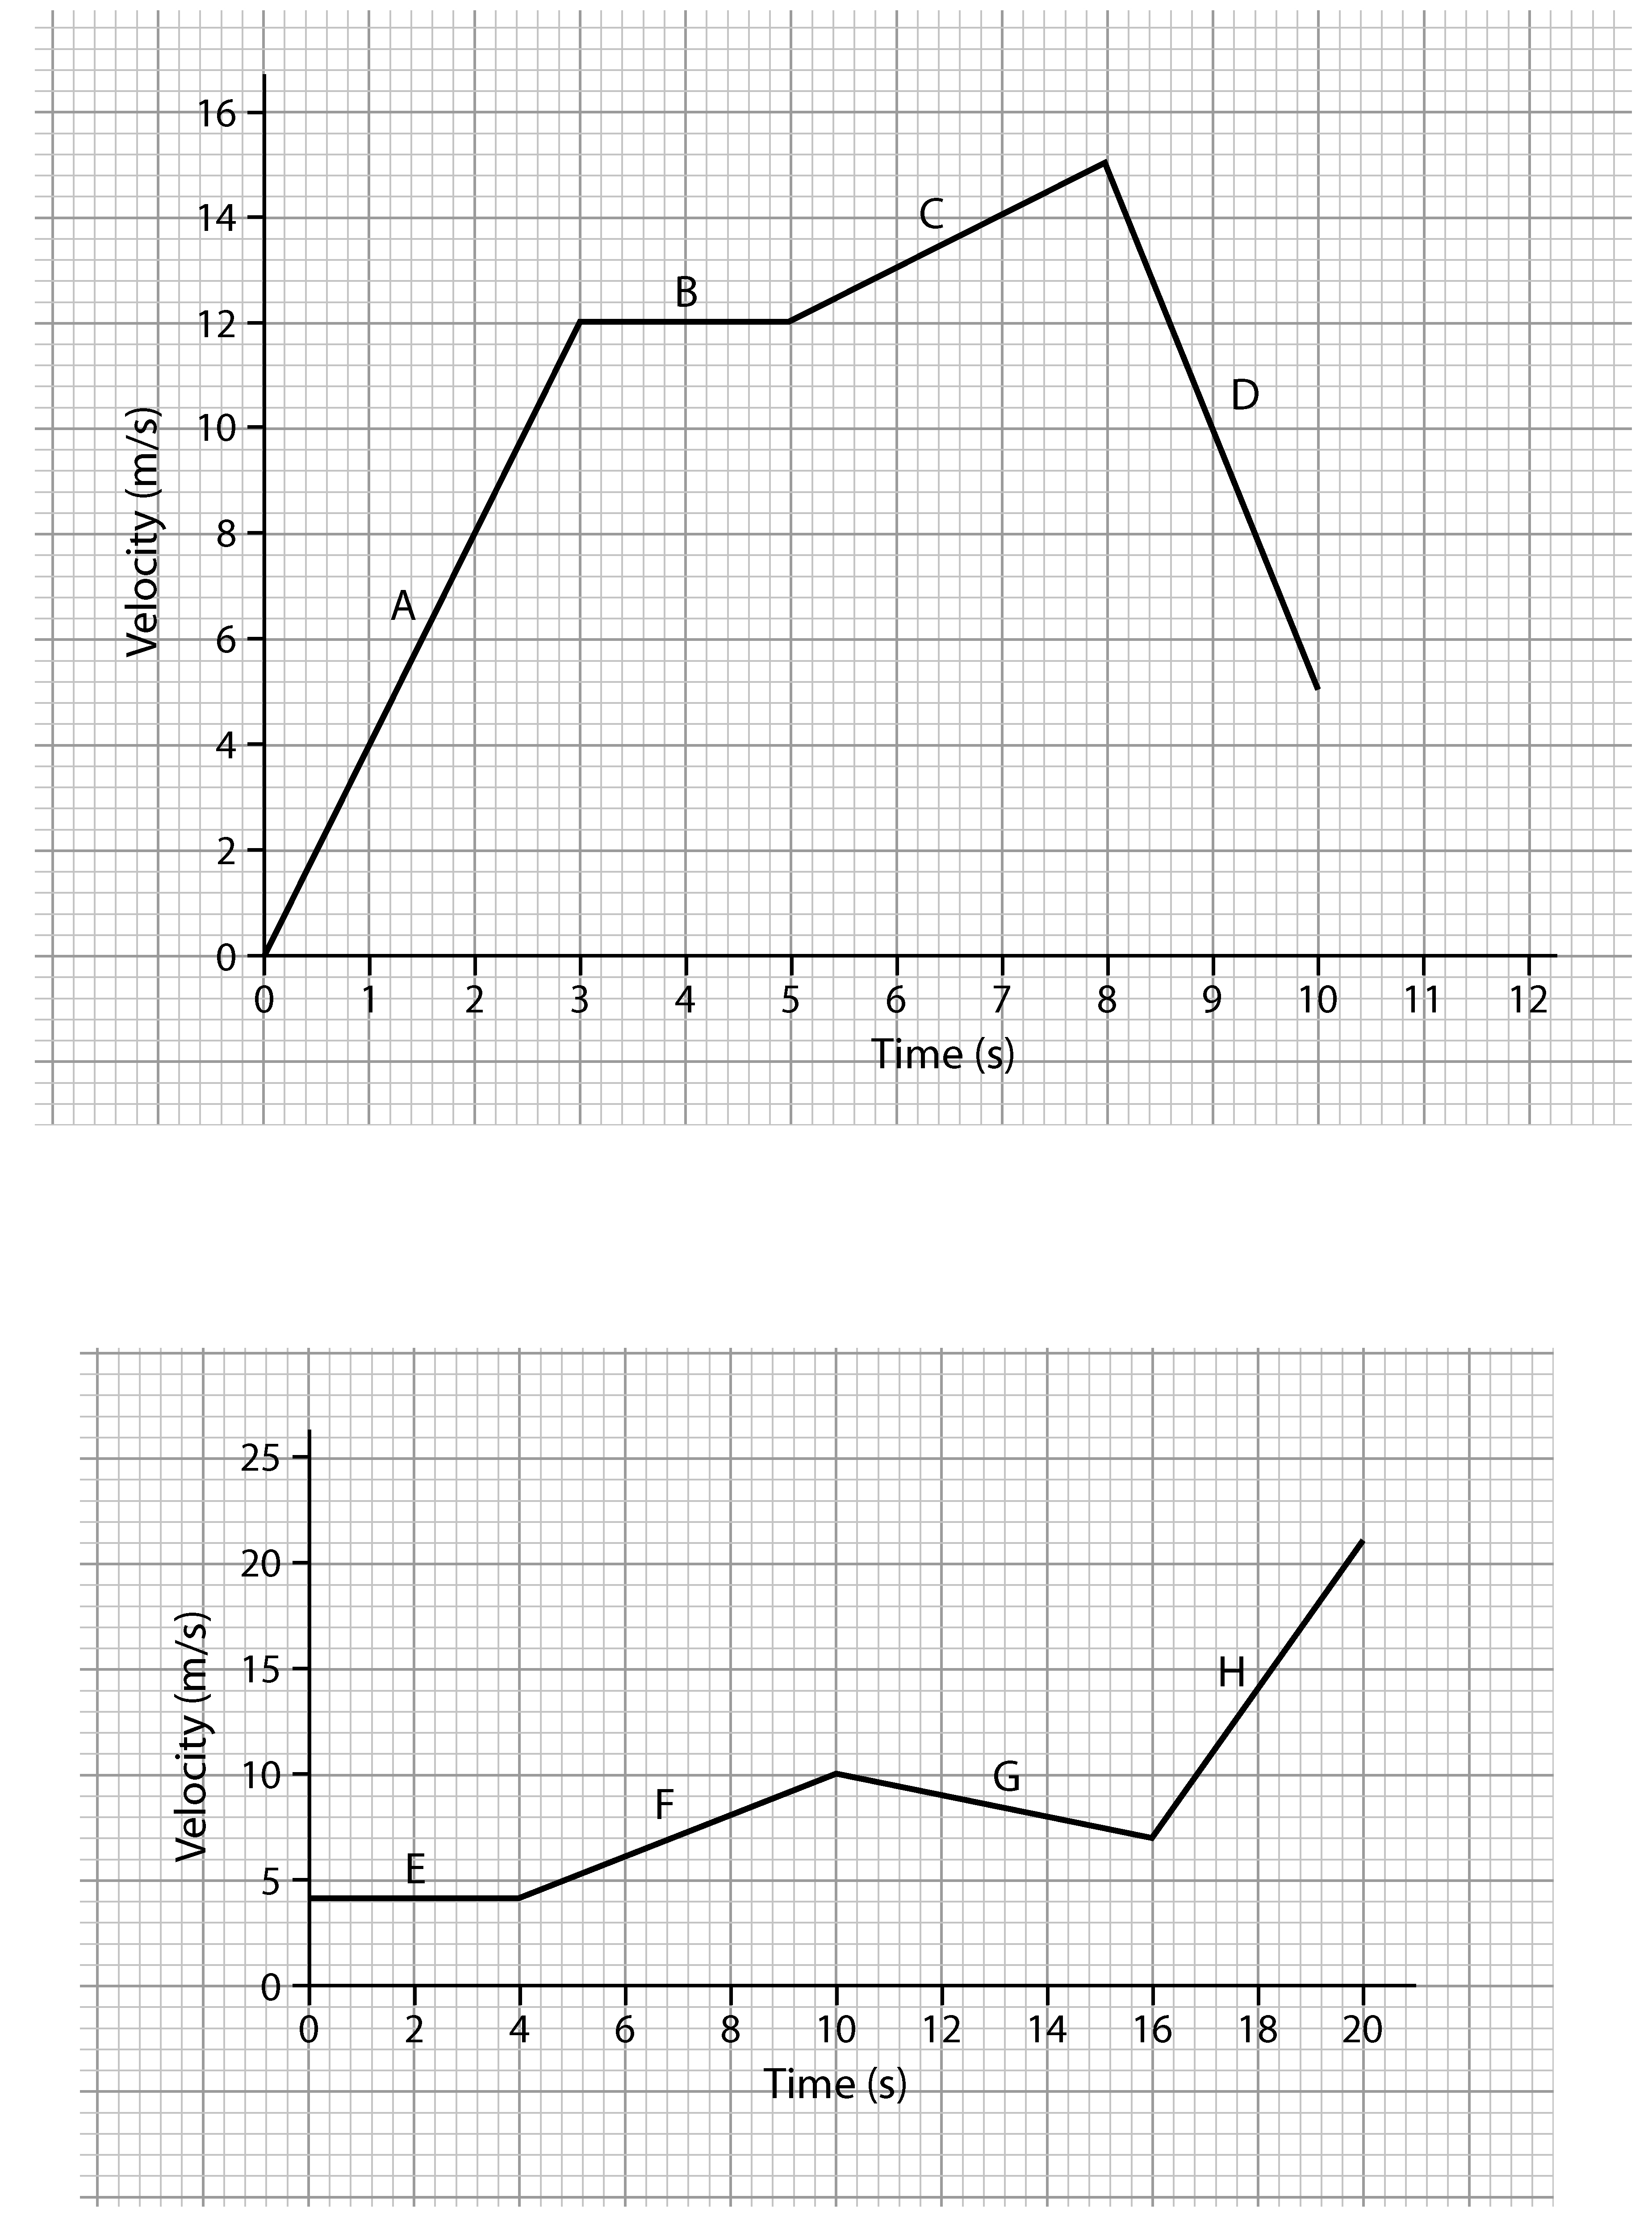 16
14
C
B
12
D
10
Velocity (m/s)
8
A
6
4
2
0
0 1 2 3 4 5 6 7 8 9 10 11 12
Time (s)
25
20
Velocity (m/s)
15
H
10
G
F
E
5
0
0 2 4 6 8 10 12 14 16 18 20
Time (s)